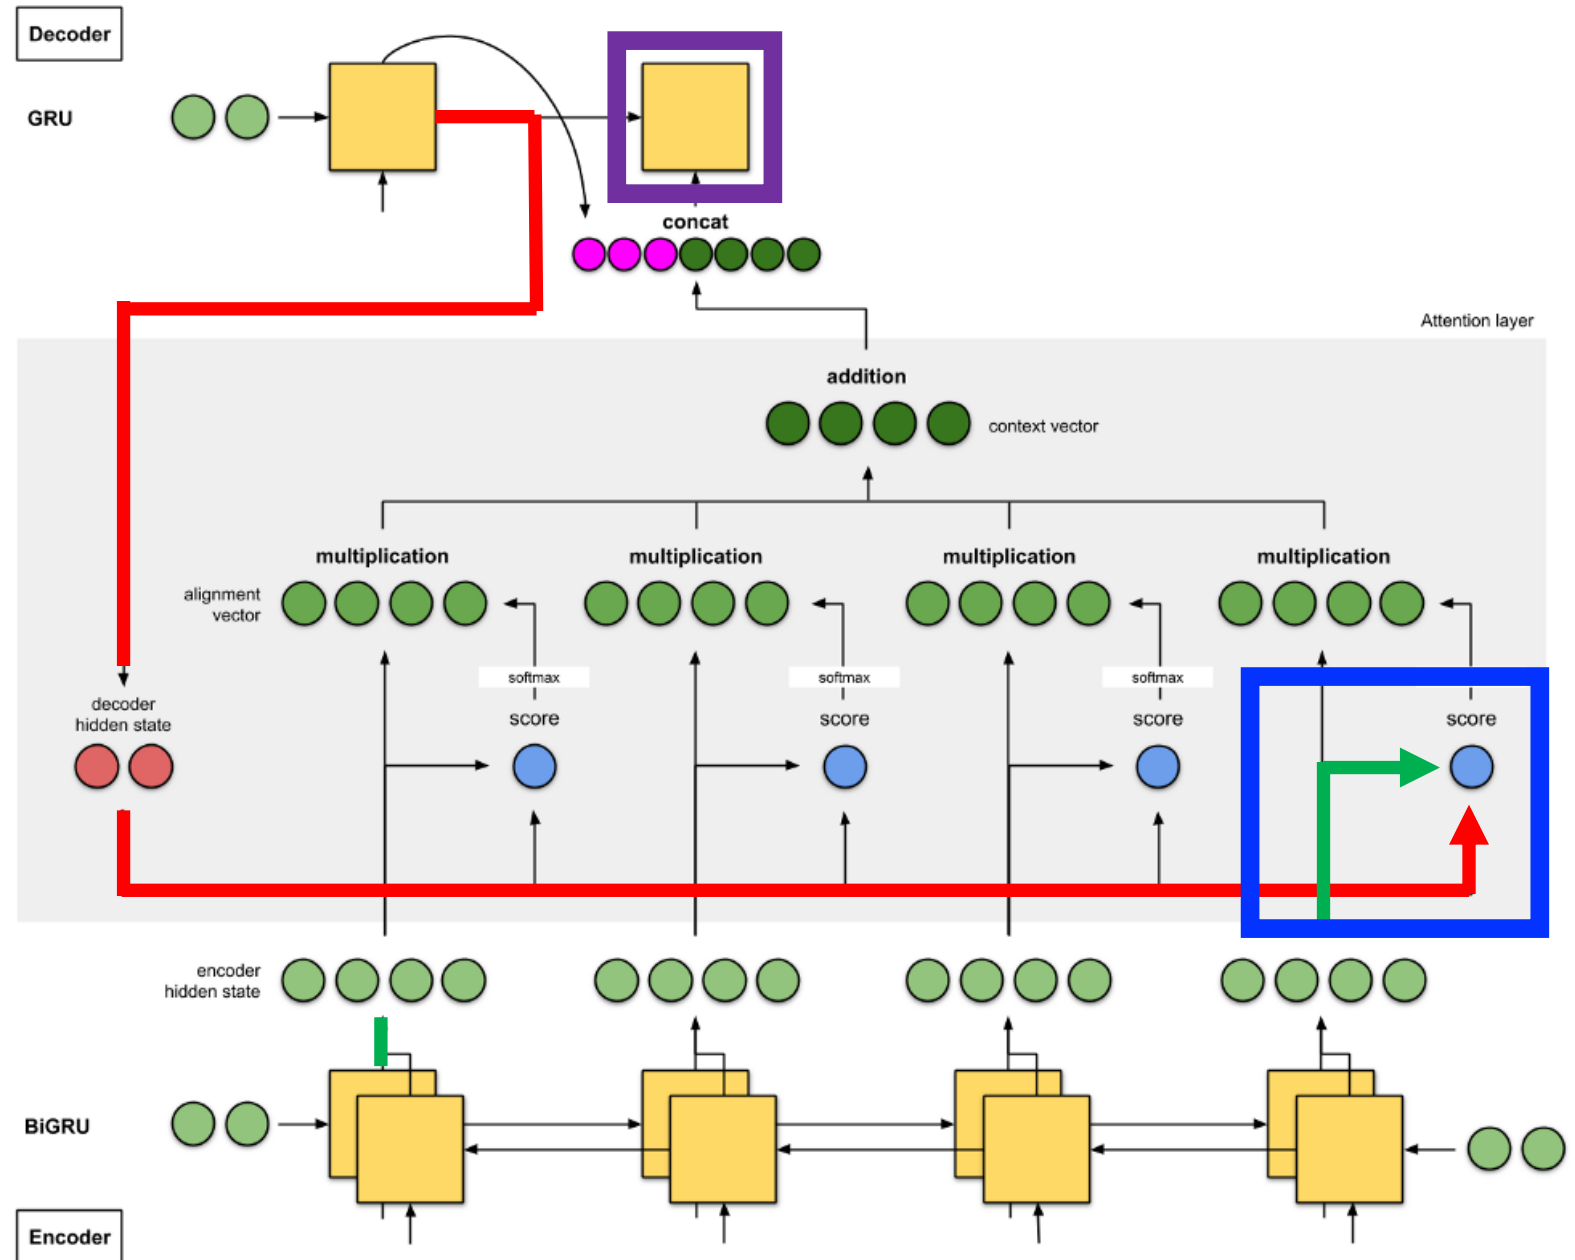 Decoder
GRU
concat
Attention layer
addition
context vector
multiplication multiplication multiplication multiplication
alignment
vector
softmax softmax softmax
decoder
hidden state
score score score score
encoder
hidden state
BiGRU
Encoder